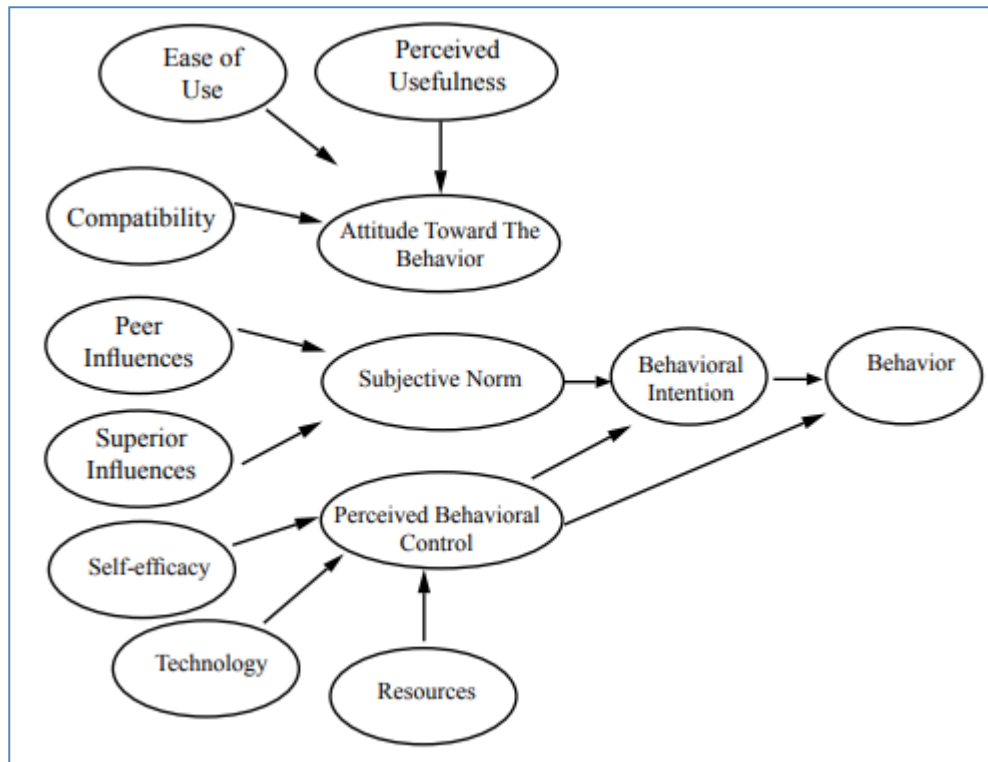 Ease of
Use
Perceived
Usefulness
Compatibility
Attitude Toward The
Behavior
Peer
Influences
Subjective Norm
Behavioral
Intention
Behavior
Superior
Influences
Perceived Behavioral
Control
Self-efficacy
Technology
Resources